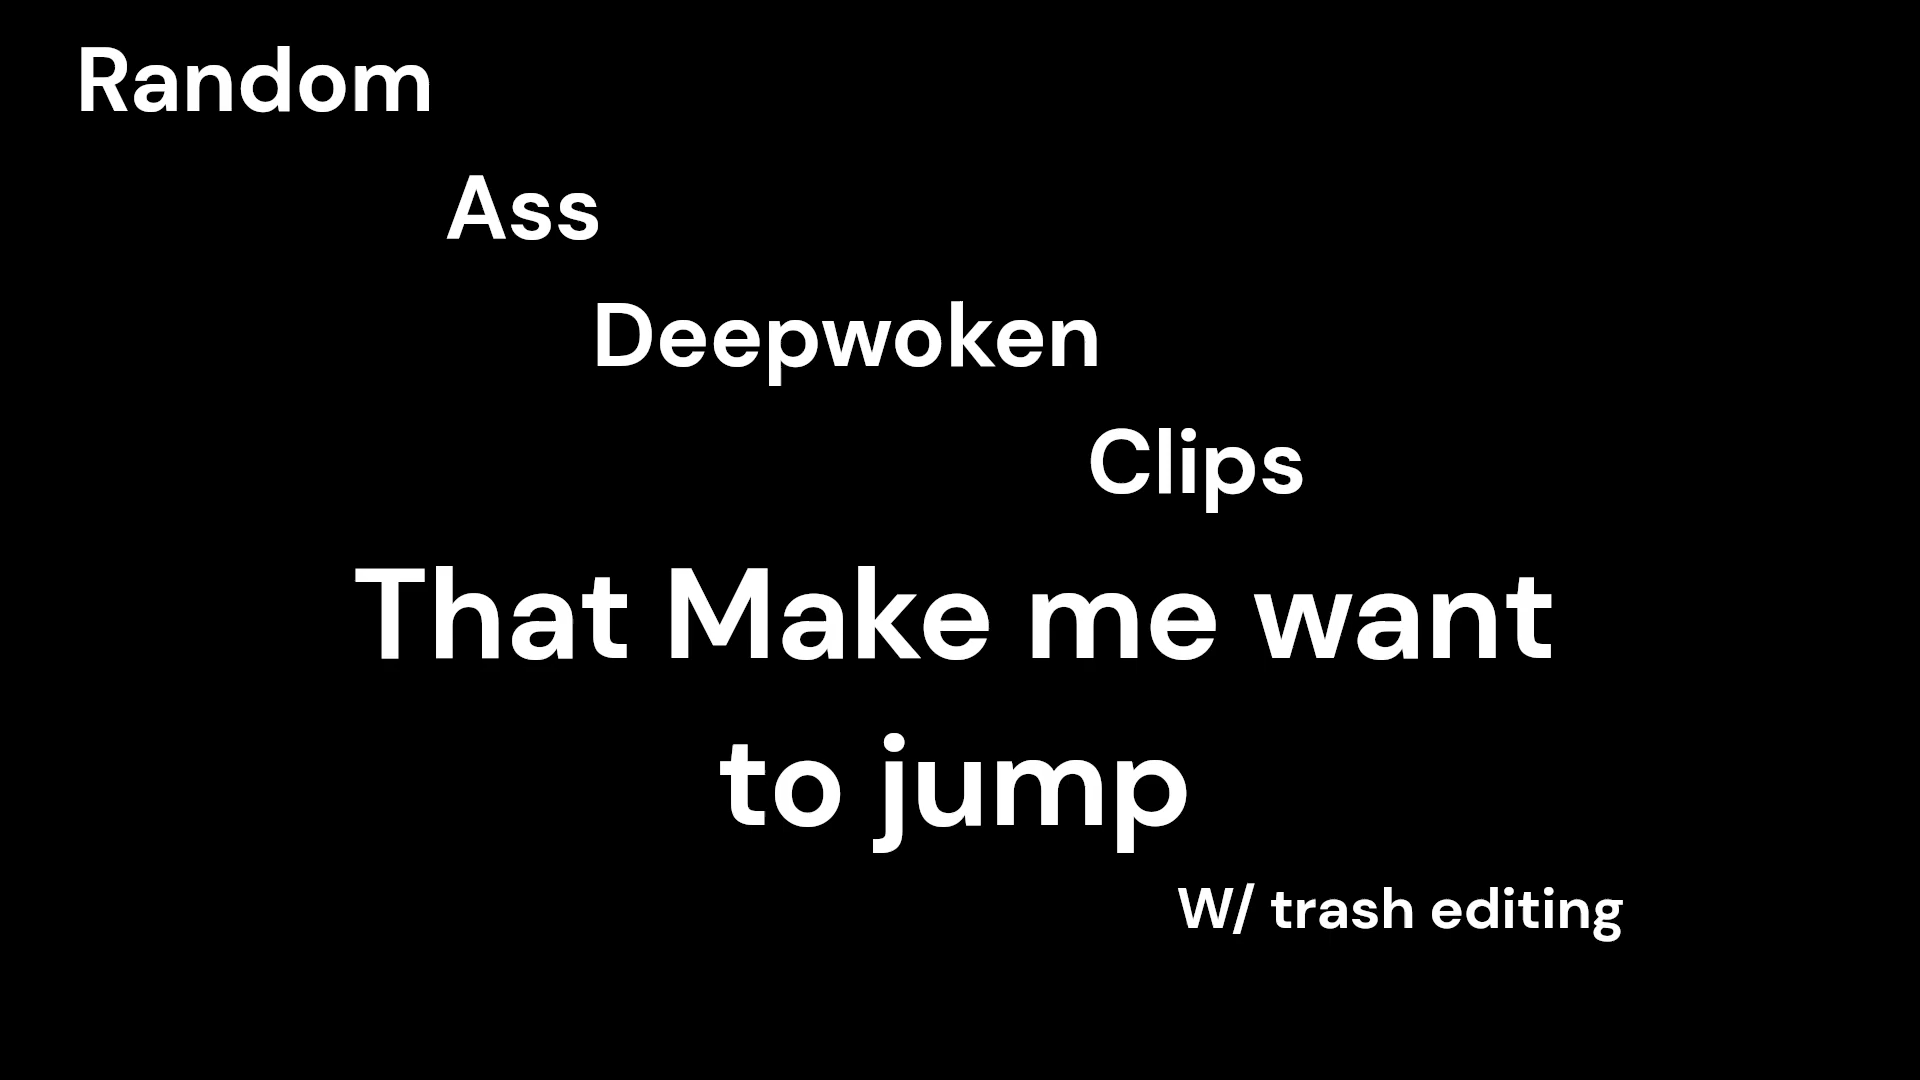 Random
Ass
Deepwoken
Clips
That Make me want
to jump
W/ trash editing